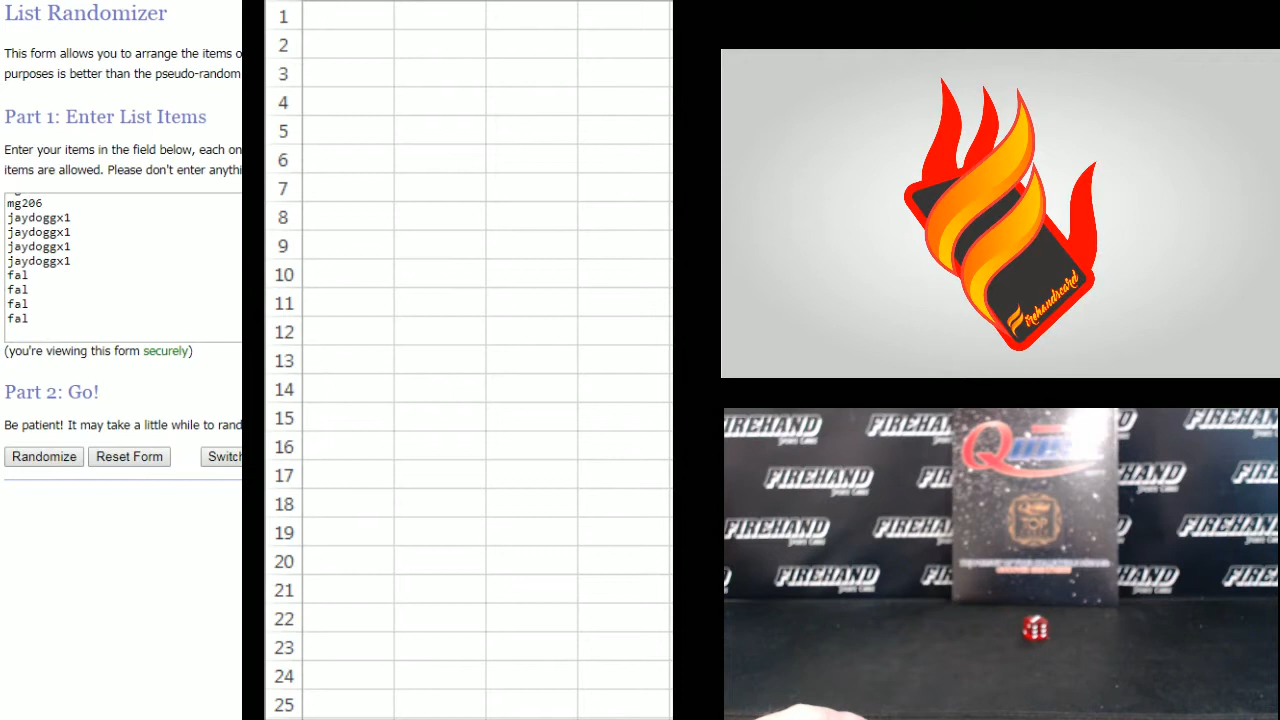 List Randomizer
This form allows you to arrange the items o
purposes is better than the pseudo-random
Part 1: Enter List Items
Enter your items in the field below, each on
items are allowed. Please don't enter anythi
mg206
jaydoggx1
jaydoggx1
jaydoggx1
jaydoggx1
fal
fal
fal
fal
(you're viewing this form securely)
Part 2: Go!
Be patient! It may take a little while to rand
Randomize Reset Form Switch
1
2
3
4
5
6
7
8
9
10
11
12
13
14
15
16
17
18
19
20
21
22
23
24
25
Firehandscard
FIREHAND
FIREHAND
FIREHAND
FIREHAND
FIREHAND
FIREHAND
FIREHAND
FIREHAND
FIREHAND
Quest
TOP